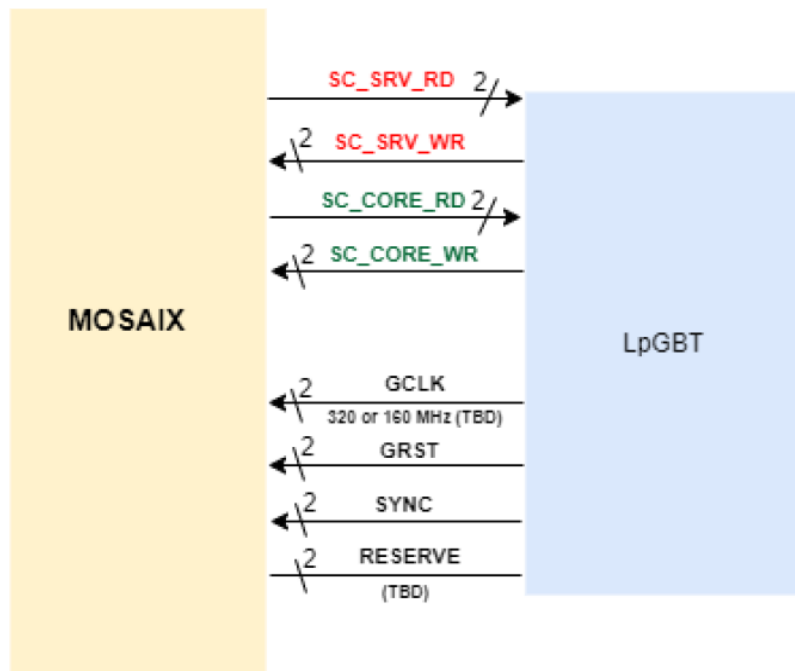 SC_SRV_RD 2
2 SC_SRV_WR
SC_CORE_RD 2
2 SC_CORE_WR
MOSAIX
LpGBT
2 GCLK
320 or 160 MHz (TBD)
2 GRST
2 SYNC
2 RESERVE
(TBD)